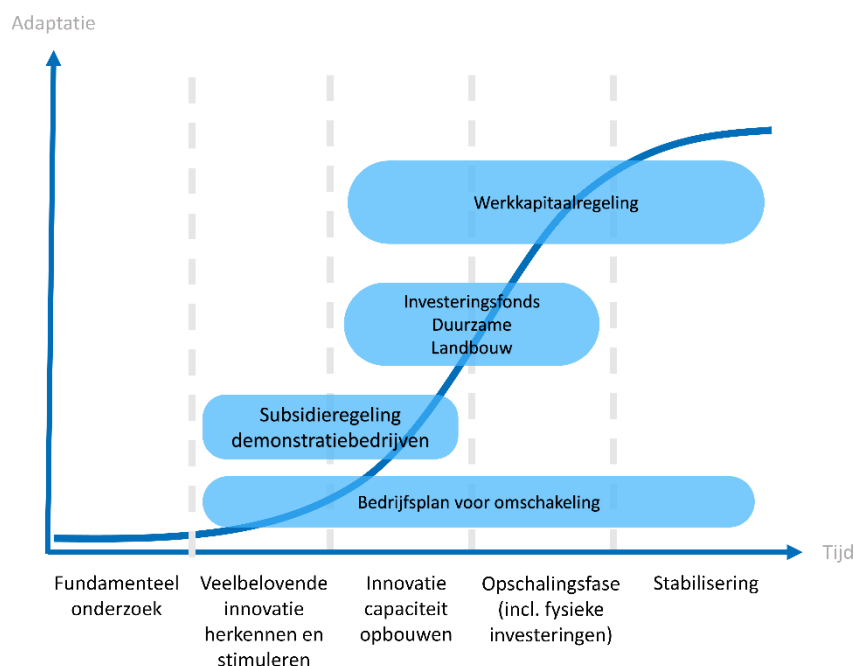 Adaptatie
Werkkapitaalregeling
Investeringsfonds
Duurzame
Landbouw
Subsidieregeling
demonstratiebedrijven
Bedrijfsplan voor omschakeling
Tijd
Fundamenteel
onderzoek
Veelbelovende
innovatie
herkennen en
stimuleren
Innovatie
capaciteit
opbouwen
Opschalingsfase
(incl. fysieke
investeringen)
Stabilisering